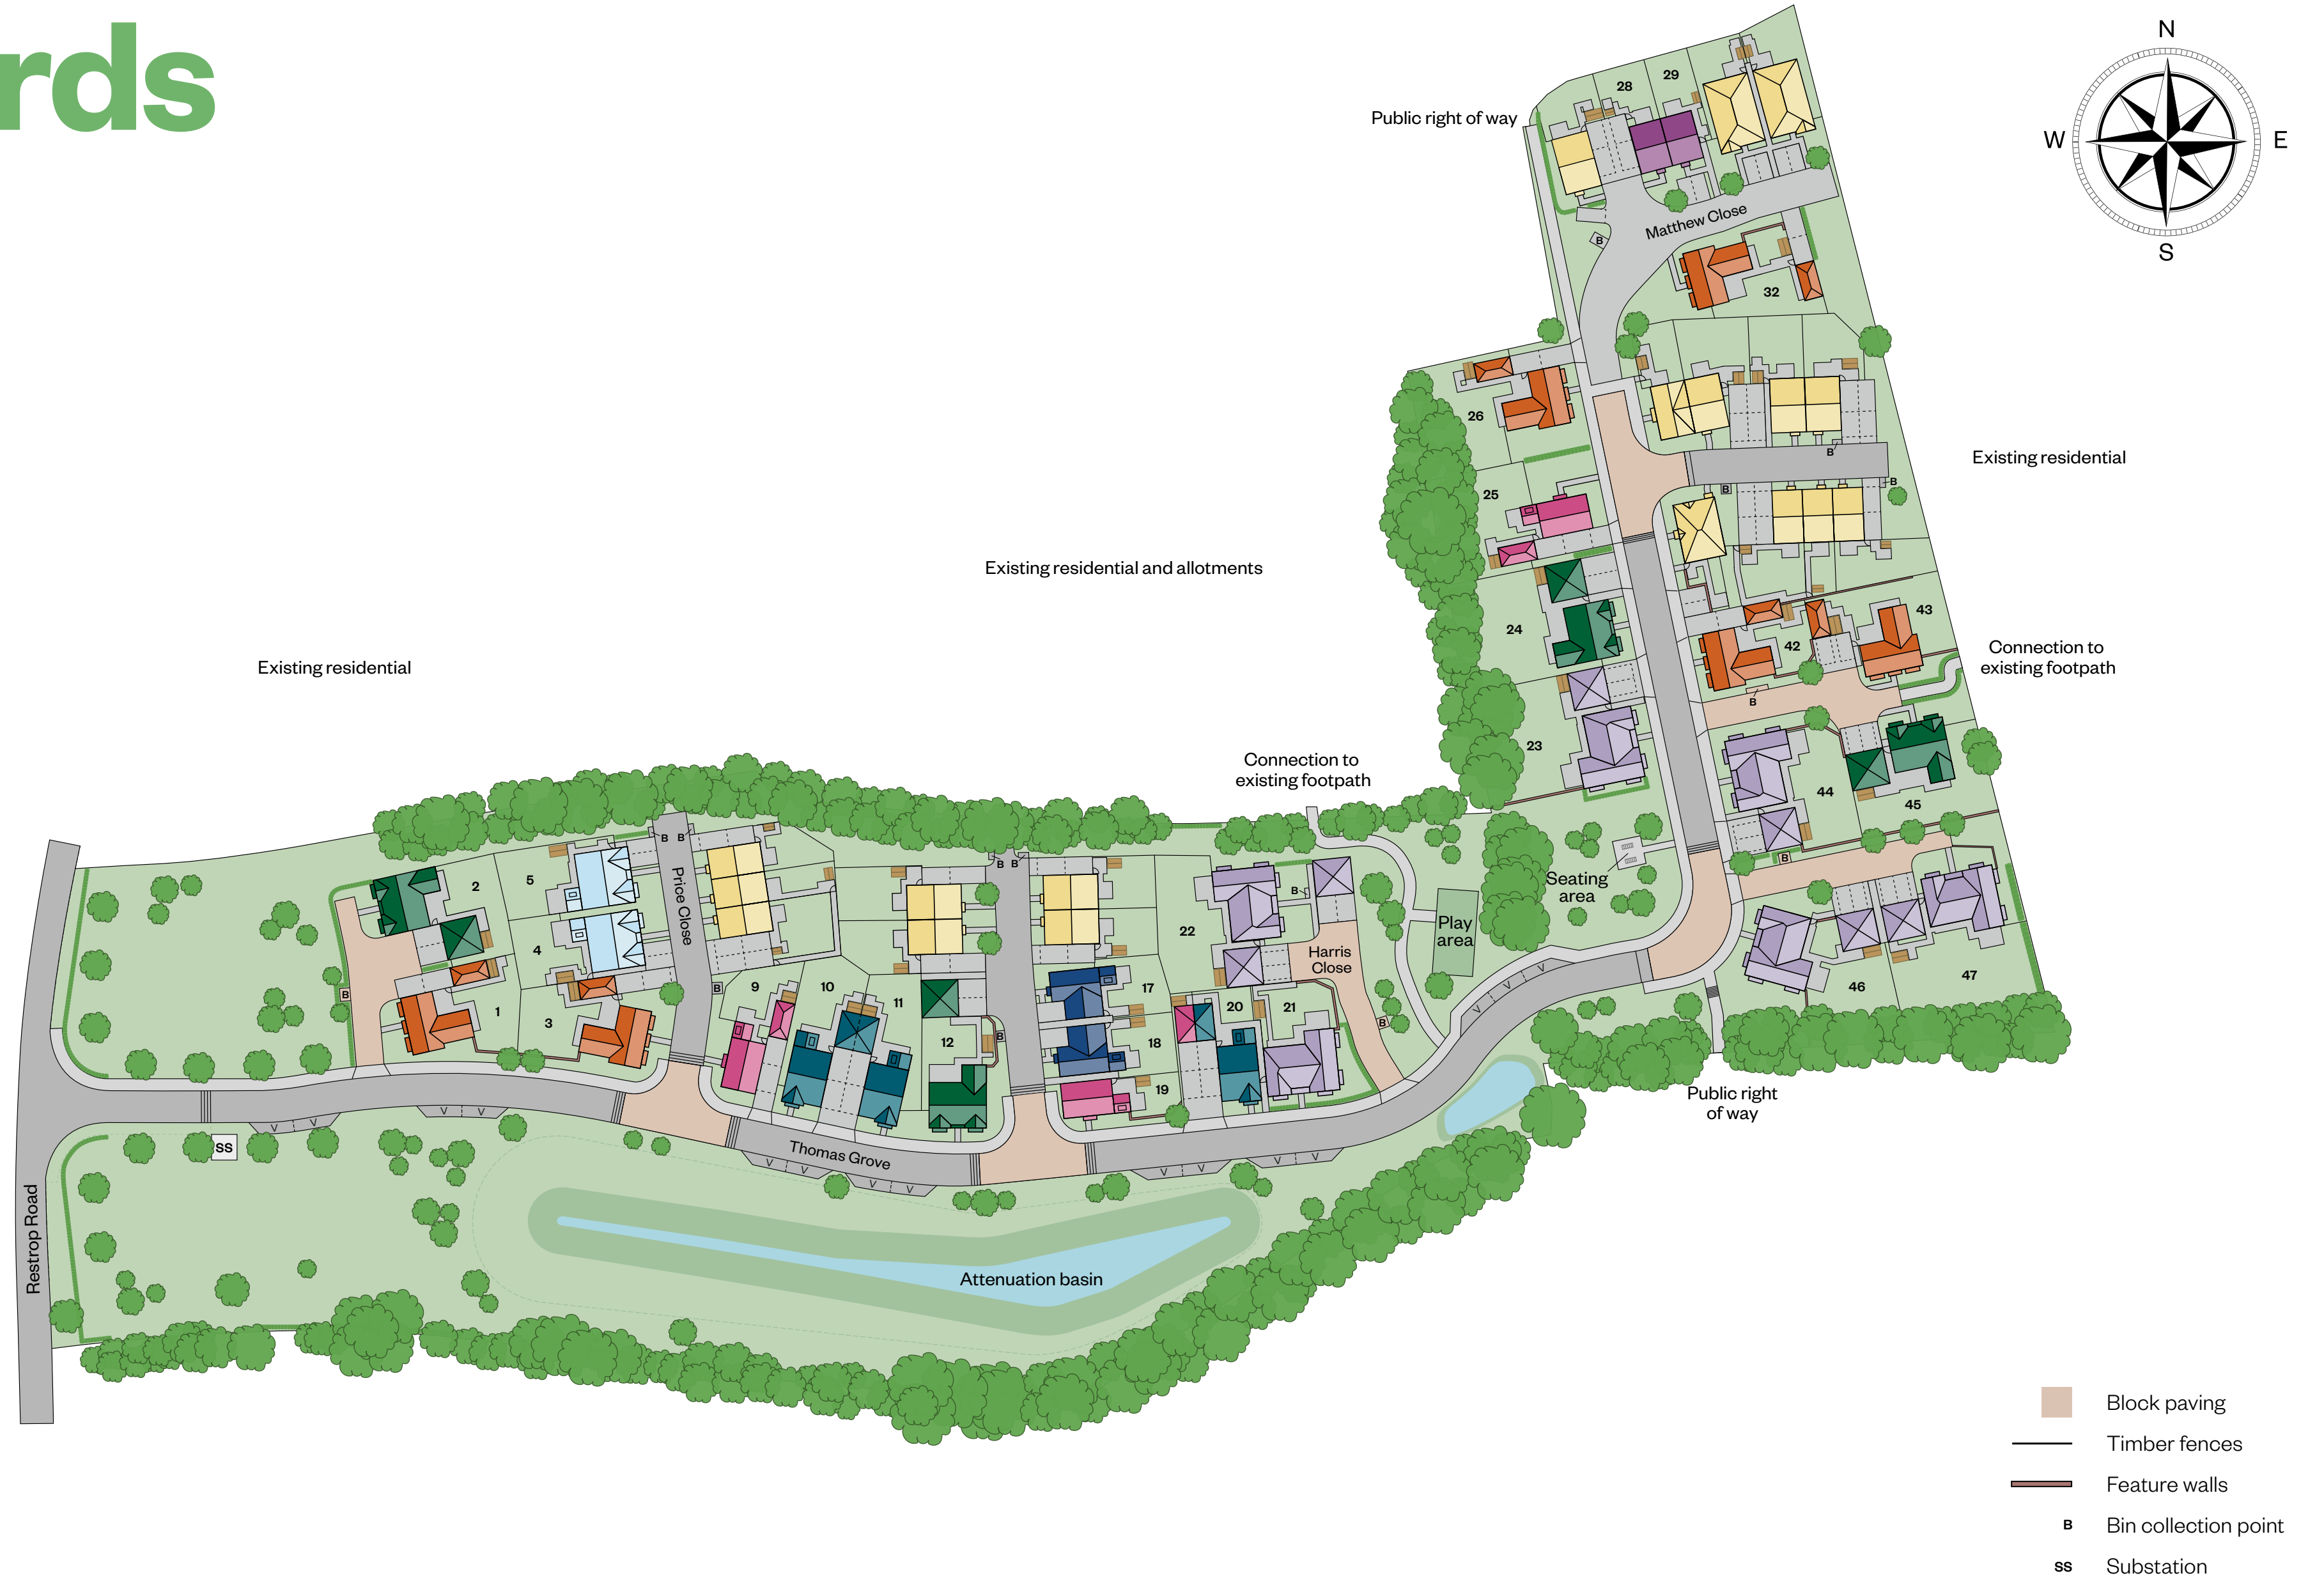 rds
N
W
E
S
28
29
Public right of way
Matthew Close
B
32
26
B
Existing residential
25
B
B
Existing residential and allotments
24
43
42
Connection to
existing footpath
Existing residential
B
23
Connection to
existing footpath
44
45
B
B B
B B
2
5
Price Close
Seating
area
B
Play
area
22
4
Harris
Close
46
47
B
B
9
10
11
17
20
21
1
3
12
B
18
B
19
V V
V V
V V
Public right
of way
SS
Thomas Grove
V V
V V
V V
V V
Restrop Road
Attenuation basin
Block paving
Timber fences
Feature walls
B Bin collection point
SS Substation